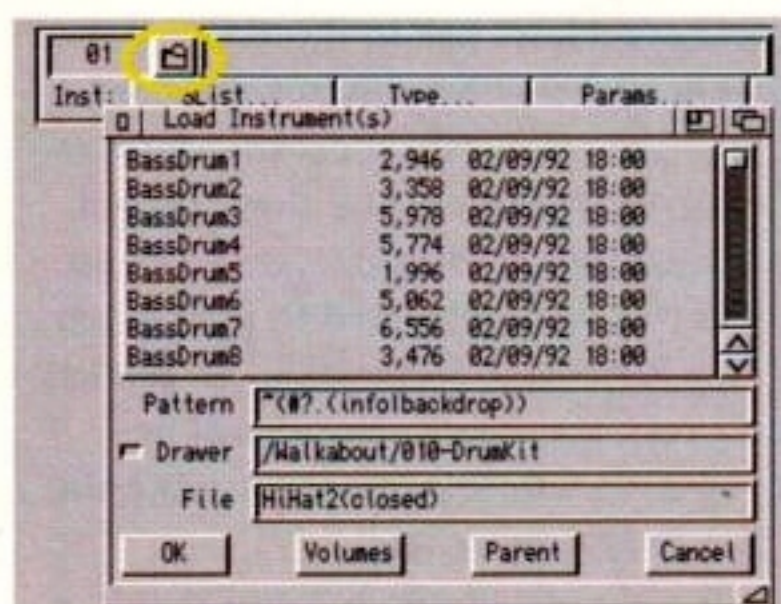 01
Inst: SList... Type... Params...
Load Instrument(s)
BassDrum1 2,946 02/09/92 18:00
BassDrum2 3,358 02/09/92 18:00
BassDrum3 5,978 02/09/92 18:00
BassDrum4 5,774 02/09/92 18:00
BassDrum5 1,996 02/09/92 18:00
BassDrum6 5,062 02/09/92 18:00
BassDrum7 6,556 02/09/92 18:00
BassDrum8 3,476 02/09/92 18:00
Pattern ~(#?.(info|backdrop))
Drawer /Walkabout/010-DrumKit
File HiHat2(closed)
OK Volumes Parent Cancel